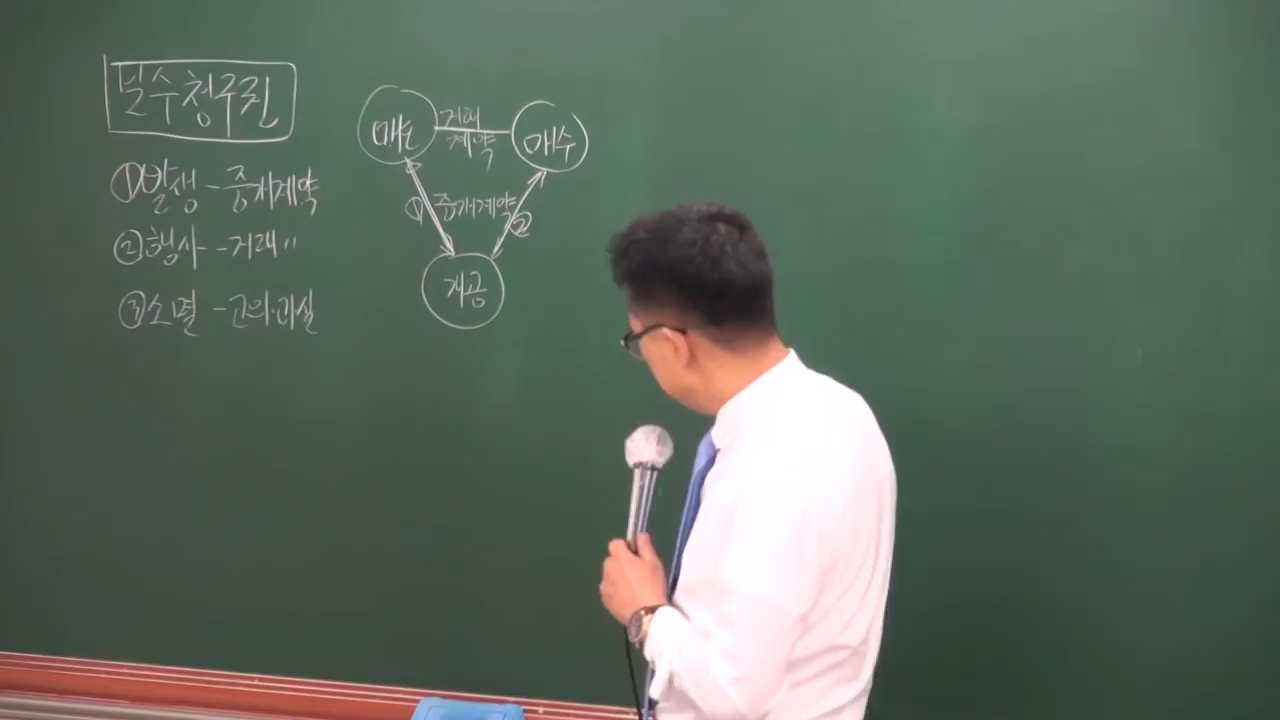 보수청구권
①발생 - 중개계약
②행사 - 거래 〃
③소멸 - 고의·과실
매도 거래 매수
계약
① 중개계약 ②
개공